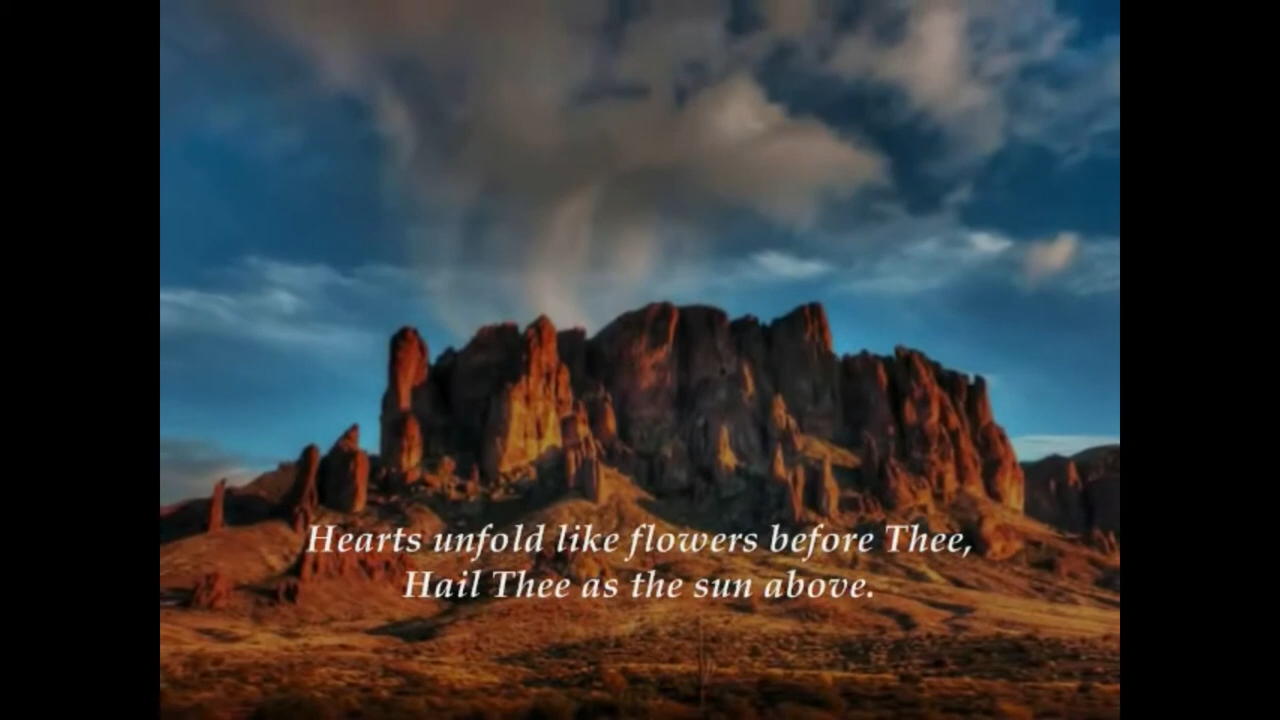 Hearts unfold like flowers before Thee,
Hail Thee as the sun above.